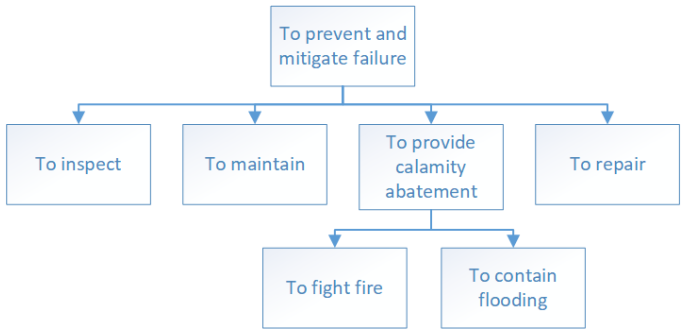 To prevent and
mitigate failure
To inspect
To maintain
To provide
calamity
abatement
To repair
To fight fire
To contain
flooding